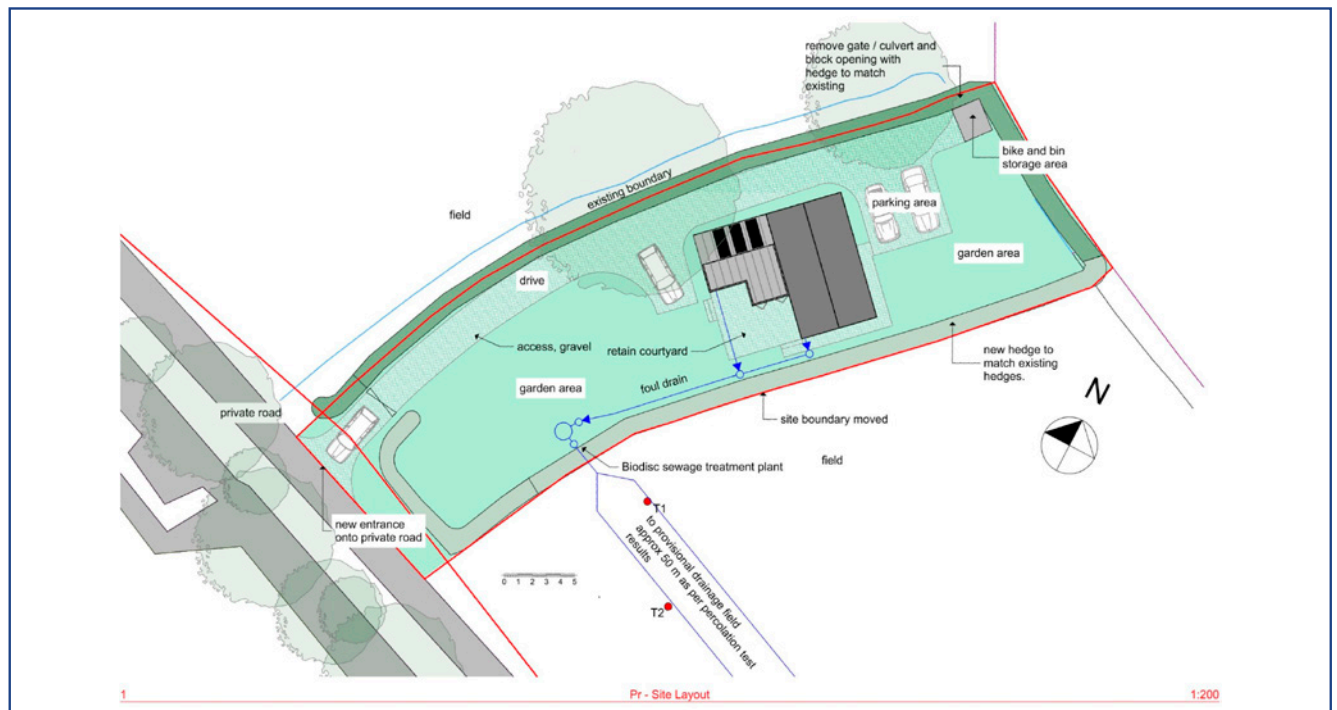 remove gate / culvert and
block opening with
hedge to match
existing
bike and bin
storage area
existing boundary
field
parking area
garden area
drive
access, gravel
retain courtyard
new hedge to
match existing
hedges.
foul drain
garden area
private road
site boundary moved
N
field
Biodisc sewage treatment plant
new entrance
onto private road
T1
to provisional drainage field
approx 50 m as per percolation test
results
0 1 2 3 4 5
T2
1
Pr - Site Layout
1:200